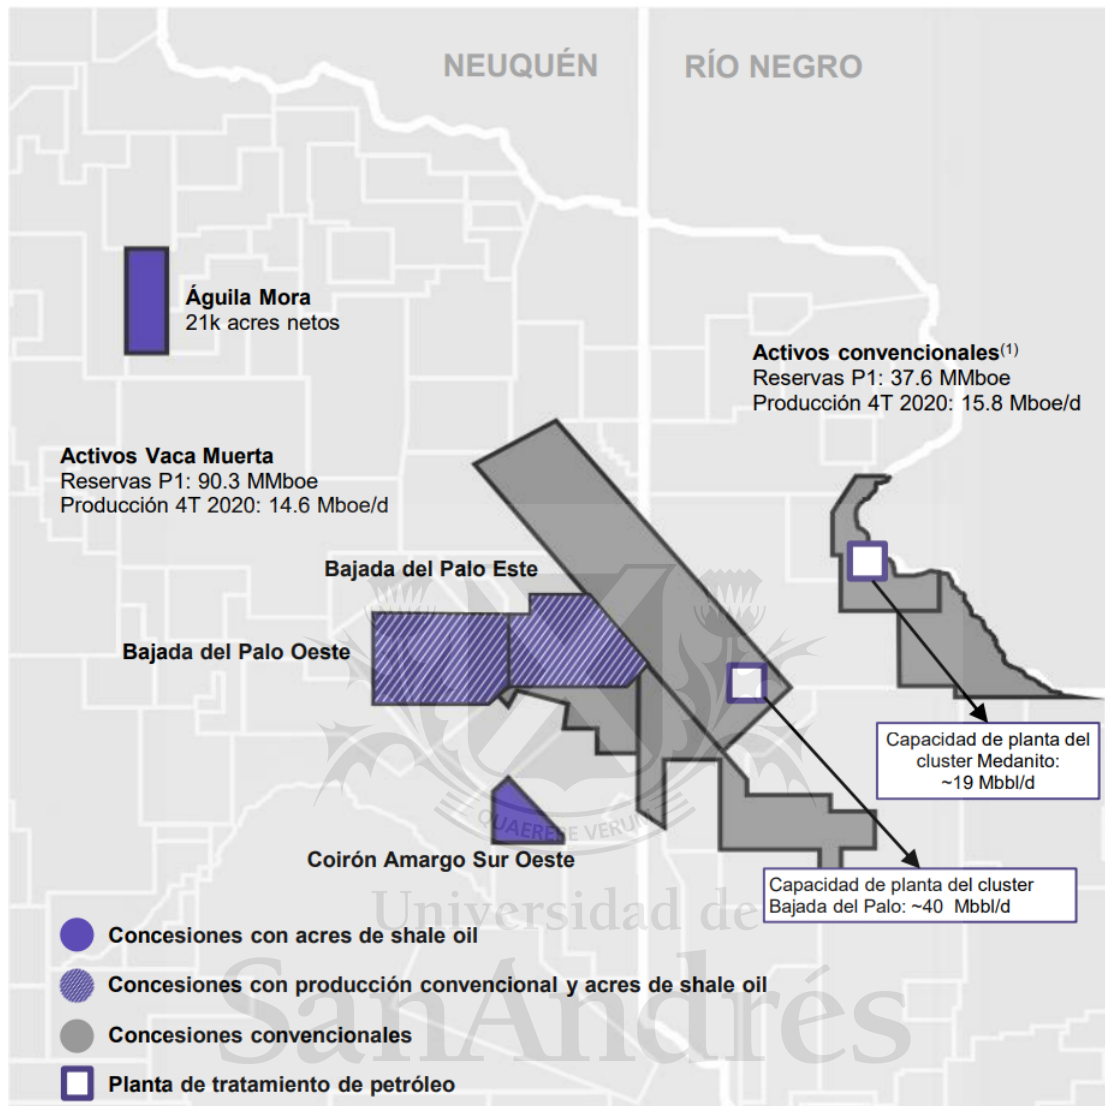 NEUQUÉN
RÍO NEGRO
Águila Mora
21k acres netos
Activos convencionales(1)
Reservas P1: 37.6 MMboe
Producción 4T 2020: 15.8 Mboe/d
Activos Vaca Muerta
Reservas P1: 90.3 MMboe
Producción 4T 2020: 14.6 Mboe/d
Bajada del Palo Este
Bajada del Palo Oeste
Capacidad de planta del
cluster Medanito:
~19 Mbbl/d
QUAERERE VERUM
Coirón Amargo Sur Oeste
Capacidad de planta del cluster
Bajada del Palo: ~40 Mbbl/d
Universidad de
SanAndrés
Concesiones con acres de shale oil
Concesiones con producción convencional y acres de shale oil
Concesiones convencionales
Planta de tratamiento de petróleo